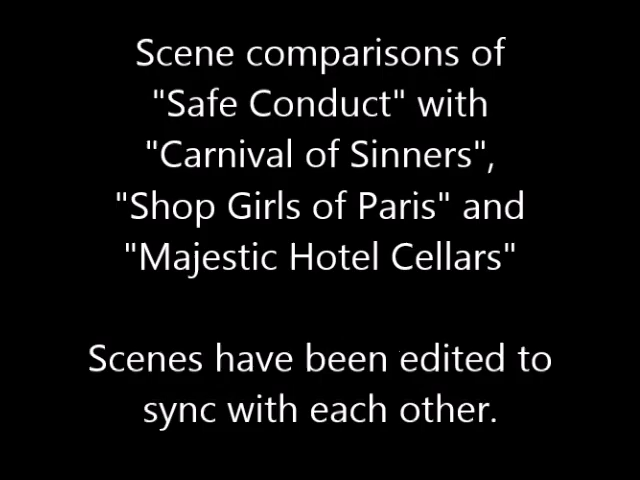 Scene comparisons of
"Safe Conduct" with
"Carnival of Sinners",
"Shop Girls of Paris" and
"Majestic Hotel Cellars"
Scenes have been edited to
sync with each other.